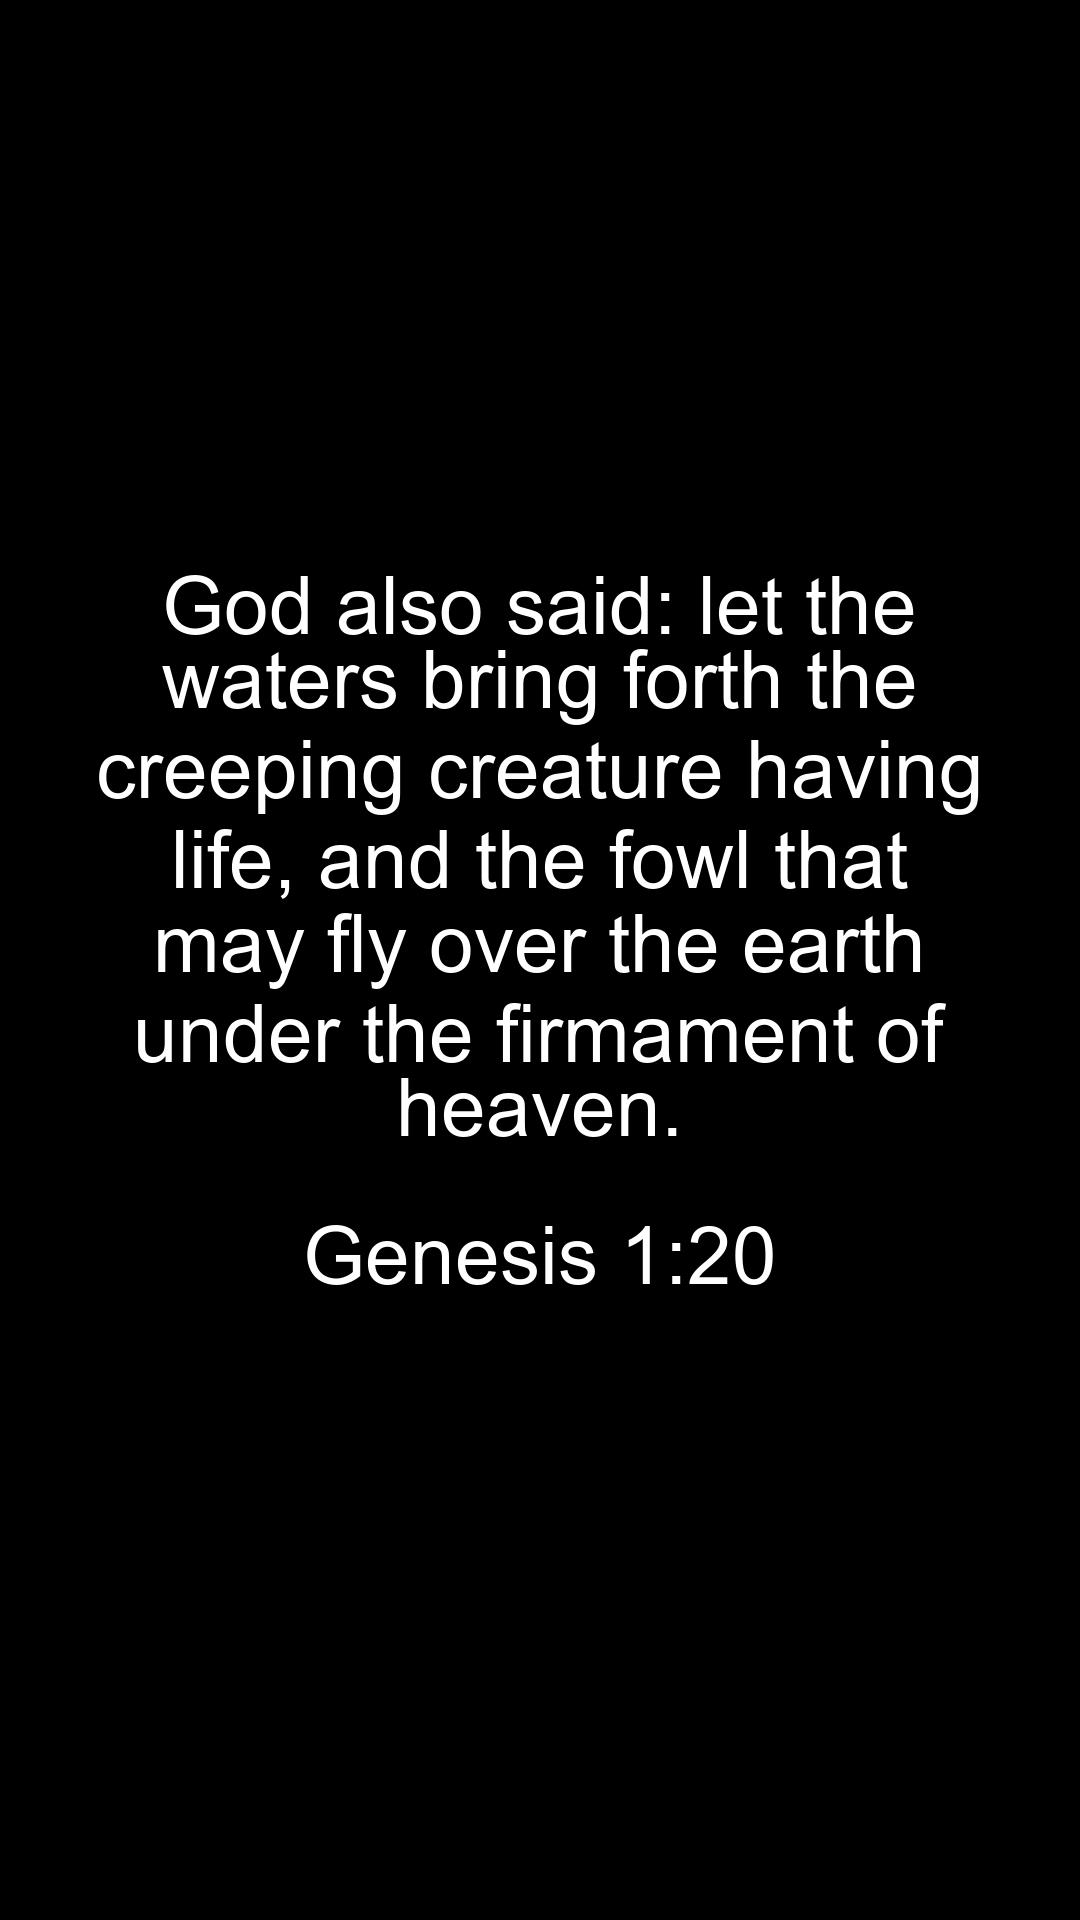 God also said: let the
waters bring forth the
creeping creature having
life, and the fowl that
may fly over the earth
under the firmament of
heaven.
Genesis 1:20